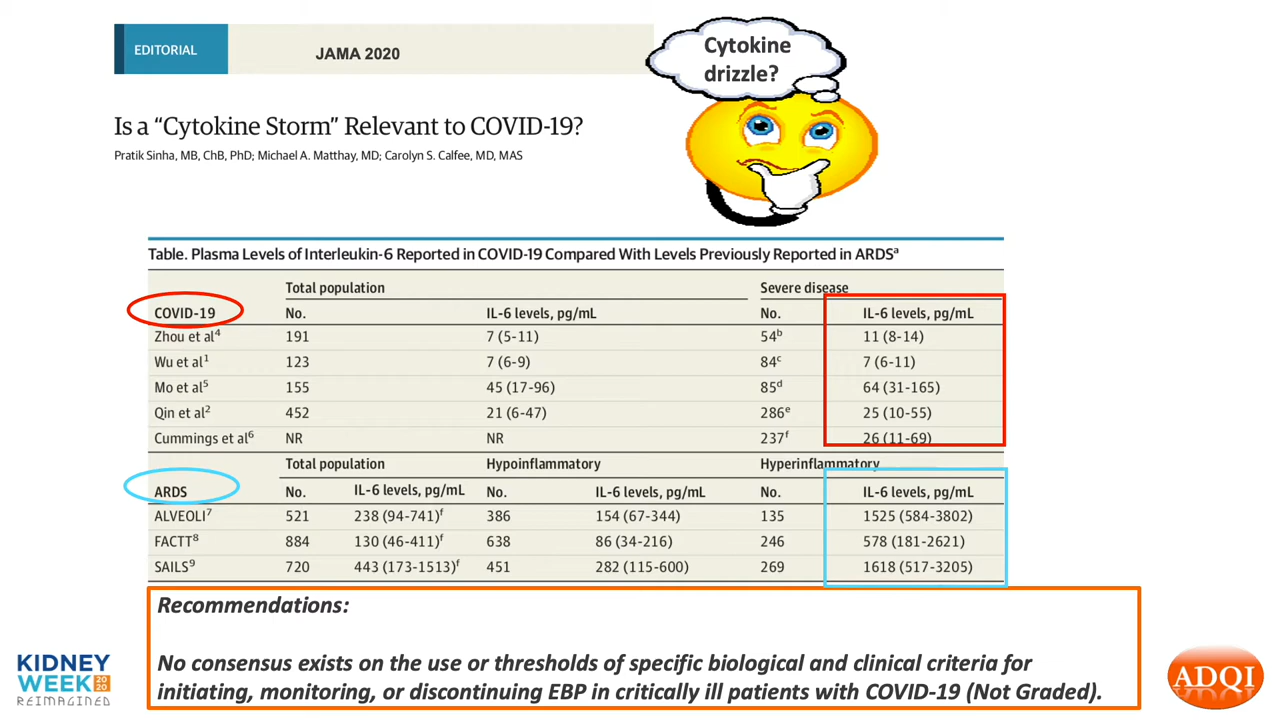 EDITORIAL
JAMA 2020
Cytokine
drizzle?
Is a “Cytokine Storm” Relevant to COVID-19?
Pratik Sinha, MB, ChB, PhD; Michael A. Matthay, MD; Carolyn S. Calfee, MD, MAS
Table. Plasma Levels of Interleukin-6 Reported in COVID-19 Compared With Levels Previously Reported in ARDSᵃ
Total population Severe disease
COVID-19 No. IL-6 levels, pg/mL No. IL-6 levels, pg/mL
Zhou et al⁴ 191 7 (5-11) 54ᵇ 11 (8-14)
Wu et al¹ 123 7 (6-9) 84ᶜ 7 (6-11)
Mo et al⁵ 155 45 (17-96) 85ᵈ 64 (31-165)
Qin et al² 452 21 (6-47) 286ᵉ 25 (10-55)
Cummings et al⁶ NR NR 237ᶠ 26 (11-69)
Total population Hypoinflammatory Hyperinflammatory
ARDS No. IL-6 levels, pg/mL No. IL-6 levels, pg/mL No. IL-6 levels, pg/mL
ALVEOLI⁷ 521 238 (94-741)ᶠ 386 154 (67-344) 135 1525 (584-3802)
FACTT⁸ 884 130 (46-411)ᶠ 638 86 (34-216) 246 578 (181-2621)
SAILS⁹ 720 443 (173-1513)ᶠ 451 282 (115-600) 269 1618 (517-3205)
Recommendations:
No consensus exists on the use or thresholds of specific biological and clinical criteria for
initiating, monitoring, or discontinuing EBP in critically ill patients with COVID-19 (Not Graded).
KIDNEY
WEEK 2020
REIMAGINED
ADQI